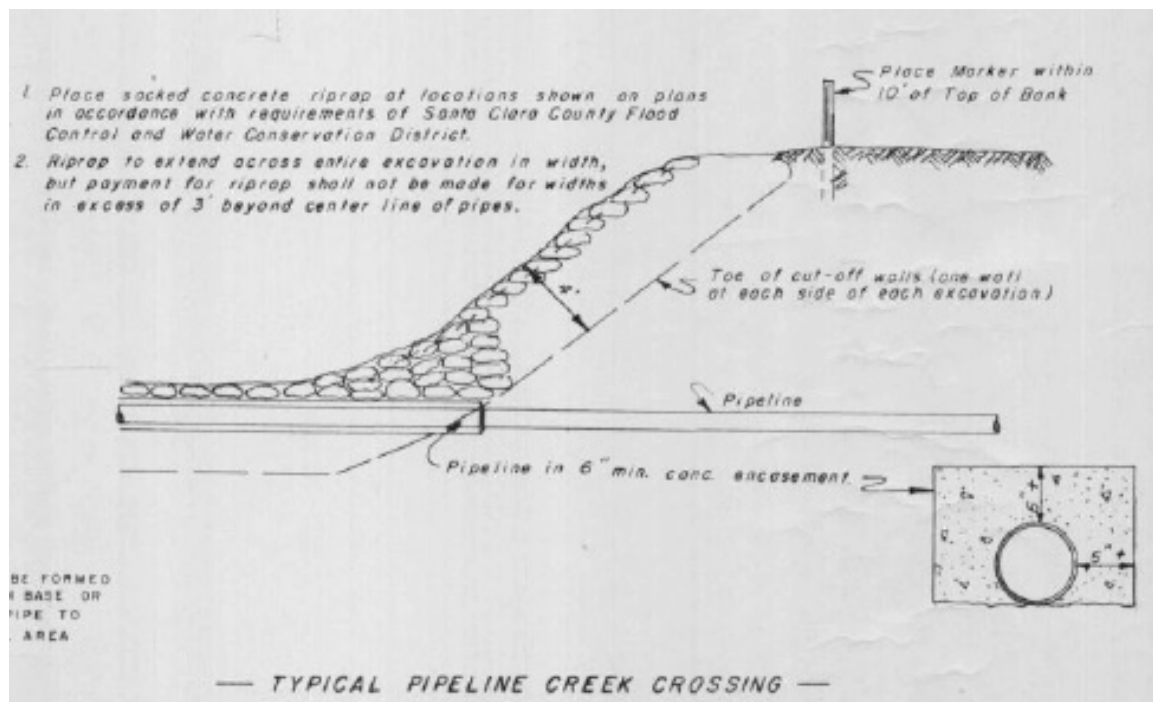 1. Place sacked concrete riprap at locations shown on plans
in accordance with requirements of Santa Clara County Flood
Control and Water Conservation District.
2. Riprap to extend across entire excavation in width,
but payment for riprap shall not be made for widths
in excess of 3' beyond center line of pipes.
Place Marker within
10' of Top of Bank
Toe of cut-off walls (one wall
at each side of each excavation)
Pipeline
Pipeline in 6" min. conc. encasement.
6" +
5" +
BE FORMED
BASE OR
PIPE TO
AREA
— TYPICAL PIPELINE CREEK CROSSING —